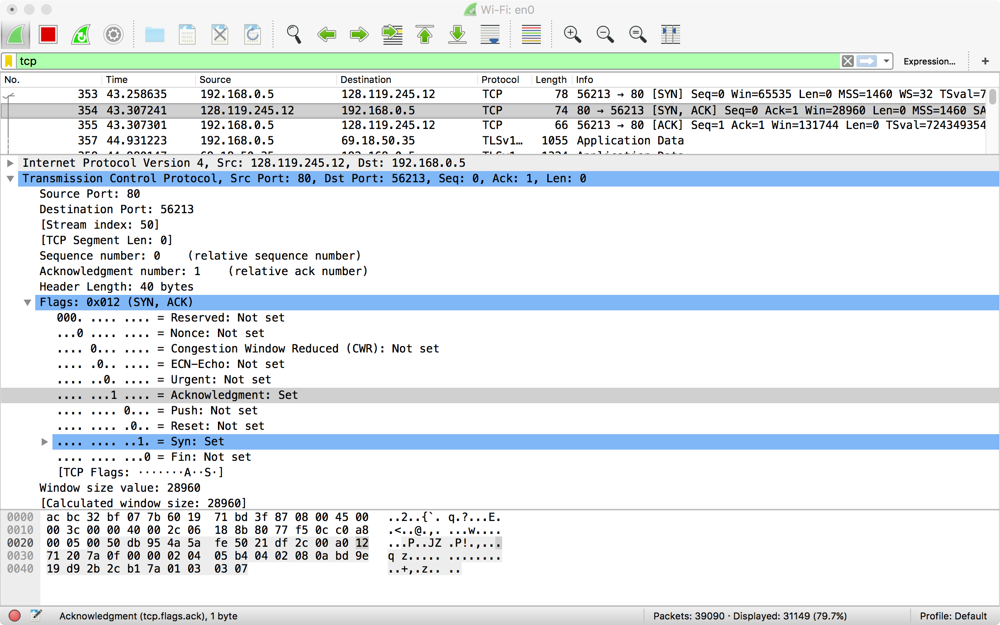 Wi-Fi: en0
tcp
Expression...
+
No. Time Source Destination Protocol Length Info
353 43.258635 192.168.0.5 128.119.245.12 TCP 78 56213 → 80 [SYN] Seq=0 Win=65535 Len=0 MSS=1460 WS=32 TSval=7
354 43.307241 128.119.245.12 192.168.0.5 TCP 74 80 → 56213 [SYN, ACK] Seq=0 Ack=1 Win=28960 Len=0 MSS=1460 SA
355 43.307301 192.168.0.5 128.119.245.12 TCP 66 56213 → 80 [ACK] Seq=1 Ack=1 Win=131744 Len=0 TSval=724349354
357 44.931223 192.168.0.5 69.18.50.35 TLSv1… 1055 Application Data
Internet Protocol Version 4, Src: 128.119.245.12, Dst: 192.168.0.5
Transmission Control Protocol, Src Port: 80, Dst Port: 56213, Seq: 0, Ack: 1, Len: 0
Source Port: 80
Destination Port: 56213
[Stream index: 50]
[TCP Segment Len: 0]
Sequence number: 0 (relative sequence number)
Acknowledgment number: 1 (relative ack number)
Header Length: 40 bytes
Flags: 0x012 (SYN, ACK)
000. .... .... = Reserved: Not set
...0 .... .... = Nonce: Not set
.... 0... .... = Congestion Window Reduced (CWR): Not set
.... .0.. .... = ECN-Echo: Not set
.... ..0. .... = Urgent: Not set
.... ...1 .... = Acknowledgment: Set
.... .... 0... = Push: Not set
.... .... .0.. = Reset: Not set
.... .... ..1. = Syn: Set
.... .... ...0 = Fin: Not set
[TCP Flags: ·······A··S·]
Window size value: 28960
[Calculated window size: 28960]
0000 ac bc 32 bf 07 7b 60 19 71 bd 3f 87 08 00 45 00 ..2..{`. q.?...E.
0010 00 3c 00 00 40 00 2c 06 18 8b 80 77 f5 0c c0 a8 .<..@.,. ...w....
0020 00 05 00 50 db 95 4a 5a fe 50 21 df 2c 00 a0 12 ...P..JZ .P!.,...
0030 71 20 7a 0f 00 00 02 04 05 b4 04 02 08 0a bd 9e q z..... ........
0040 19 d9 2b 2c b1 7a 01 03 03 07 ..+,.z.. ..
Acknowledgment (tcp.flags.ack), 1 byte
Packets: 39090 · Displayed: 31149 (79.7%)
Profile: Default